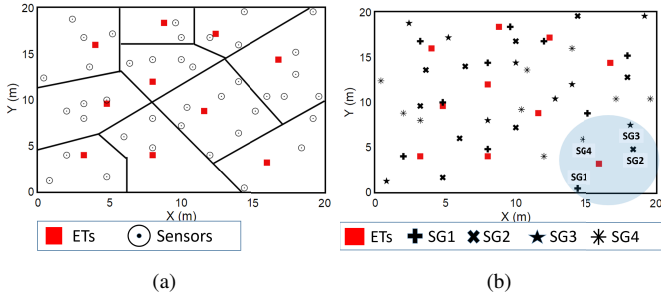 20
15
10
5
0
Y (m)
0 5 10 15 20
X (m)
ETs Sensors
(a)
20
15
10
5
0
Y (m)
SG3
SG4
SG2
SG1
0 5 10 15 20
X (m)
ETs SG1 SG2 SG3 SG4
(b)